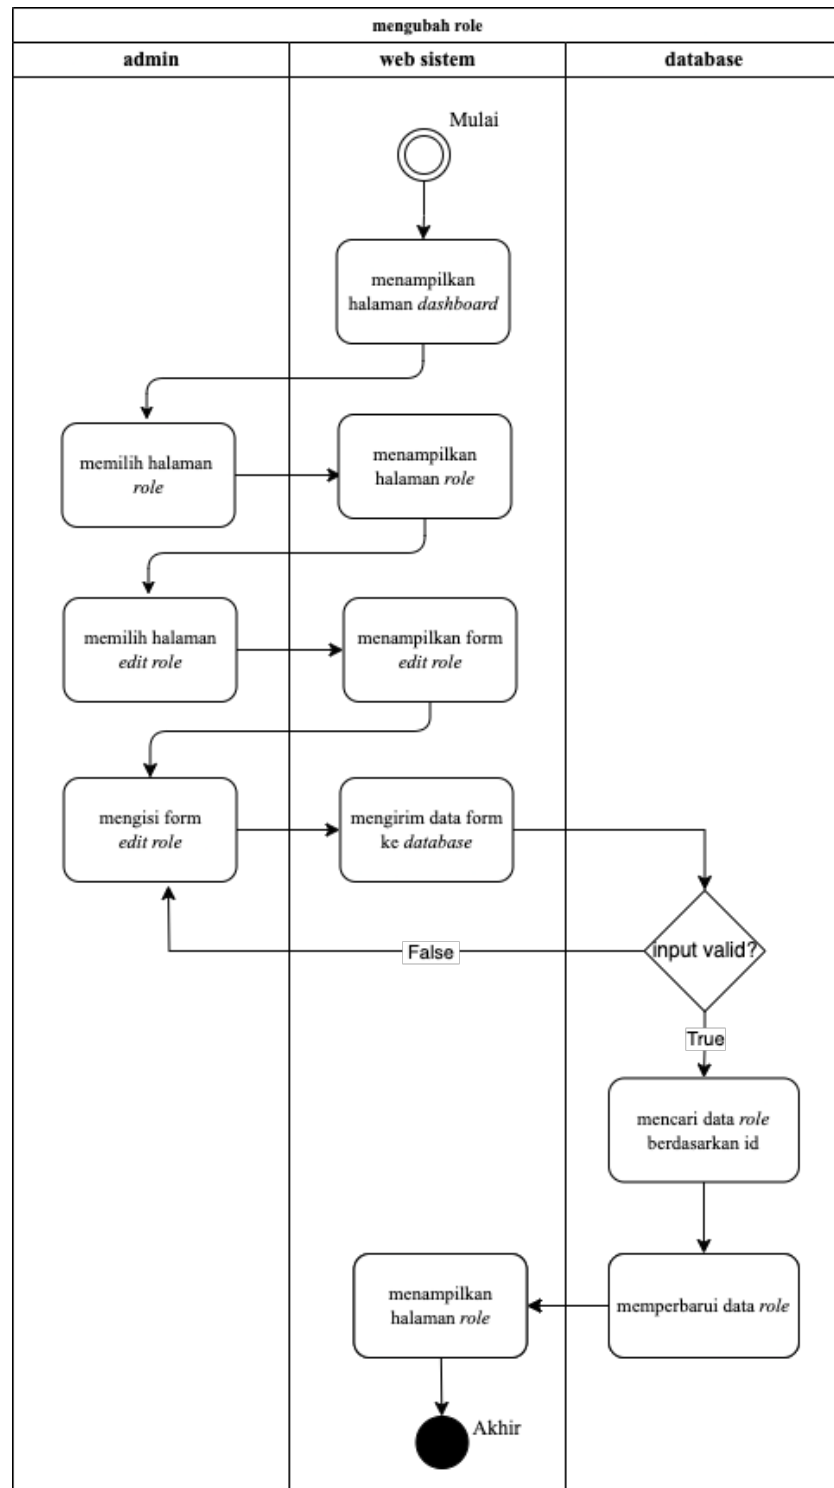 mengubah role
admin
web sistem
database
Mulai
menampilkan
halaman dashboard
memilih halaman
role
menampilkan
halaman role
memilih halaman
edit role
menampilkan form
edit role
mengisi form
edit role
mengirim data form
ke database
input valid?
False
True
mencari data role
berdasarkan id
memperbarui data role
menampilkan
halaman role
Akhir